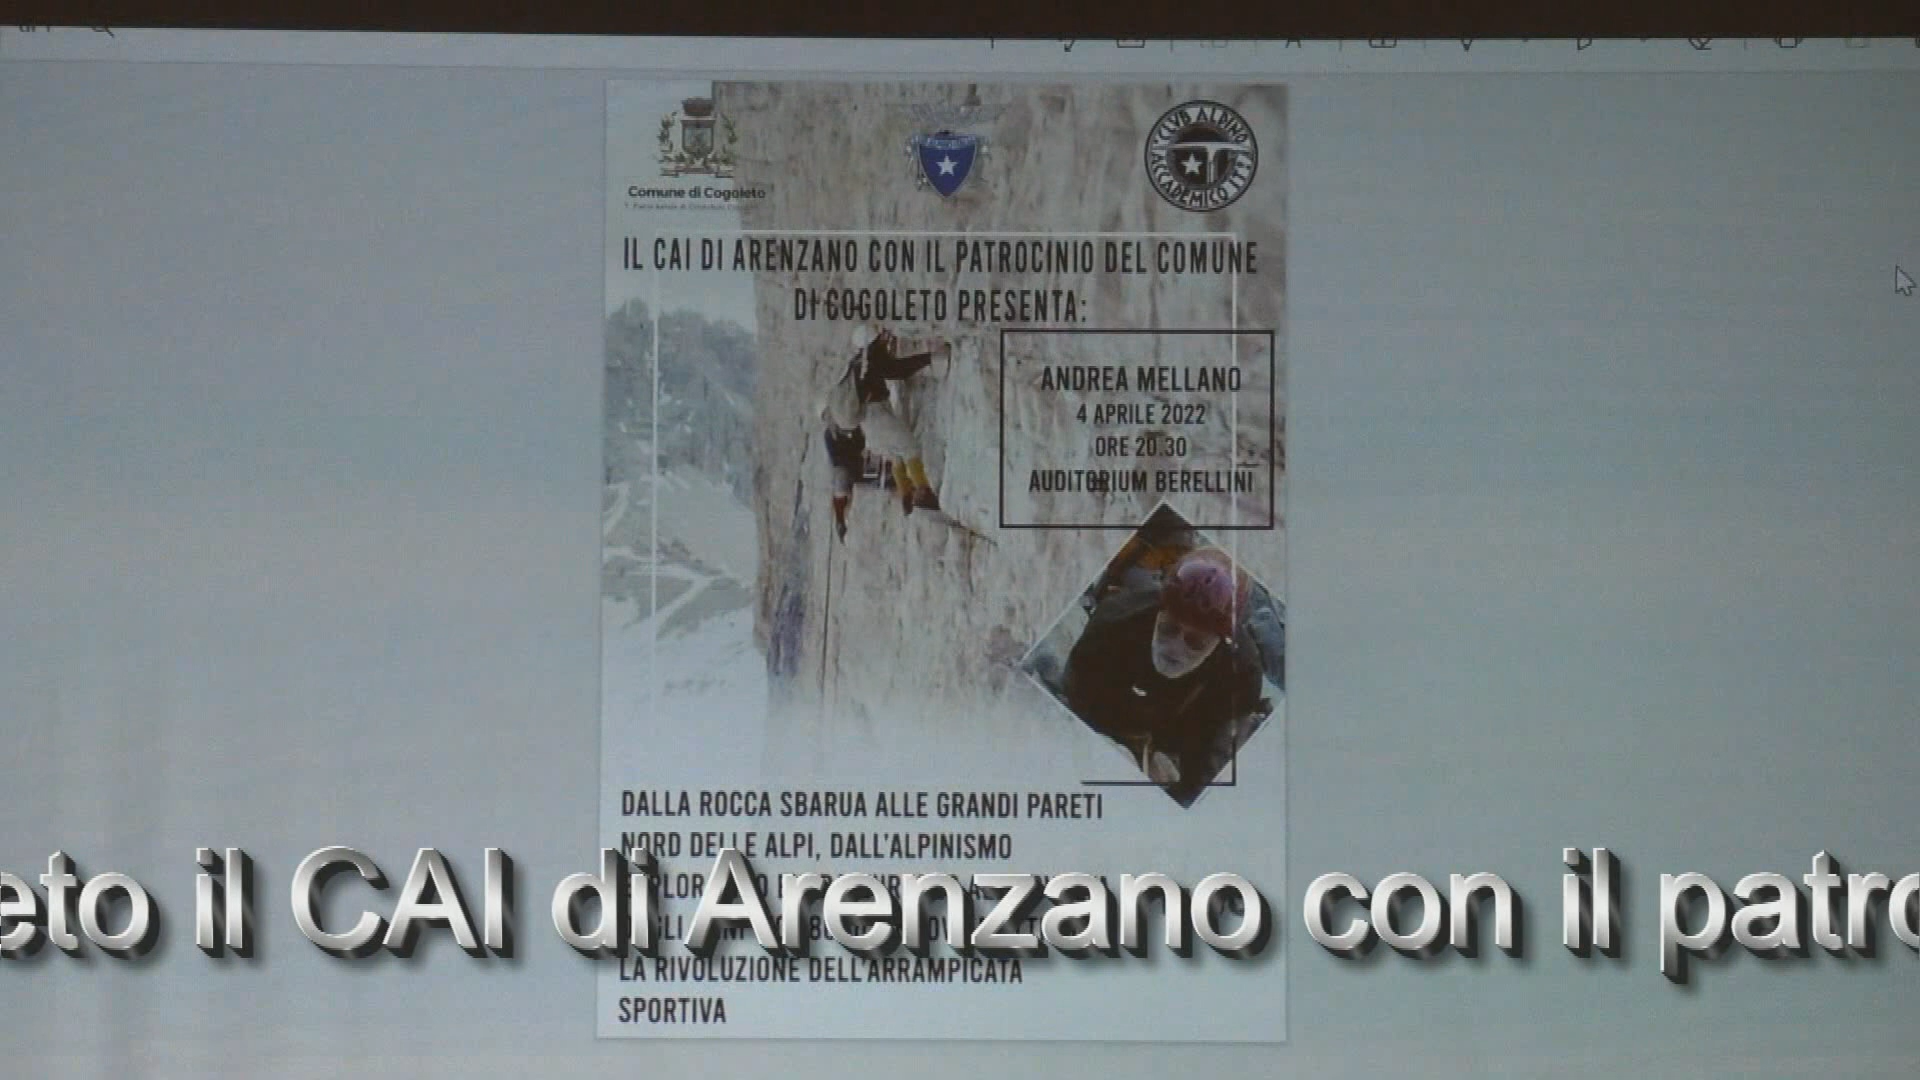 Comune di Cogoleto
CLUB ALPINO
ACCADEMICO IT.
IL CAI DI ARENZANO CON IL PATROCINIO DEL COMUNE
DI COGOLETO PRESENTA:
ANDREA MELLANO
4 APRILE 2022
ORE 20.30
AUDITORIUM BERELLINI
DALLA ROCCA SBARUA ALLE GRANDI PARETI
NORD DELLE ALPI, DALL'ALPINISMO
eto il CAI di Arenzano con il patro
LA RIVOLUZIONE DELL'ARRAMPICATA
SPORTIVA